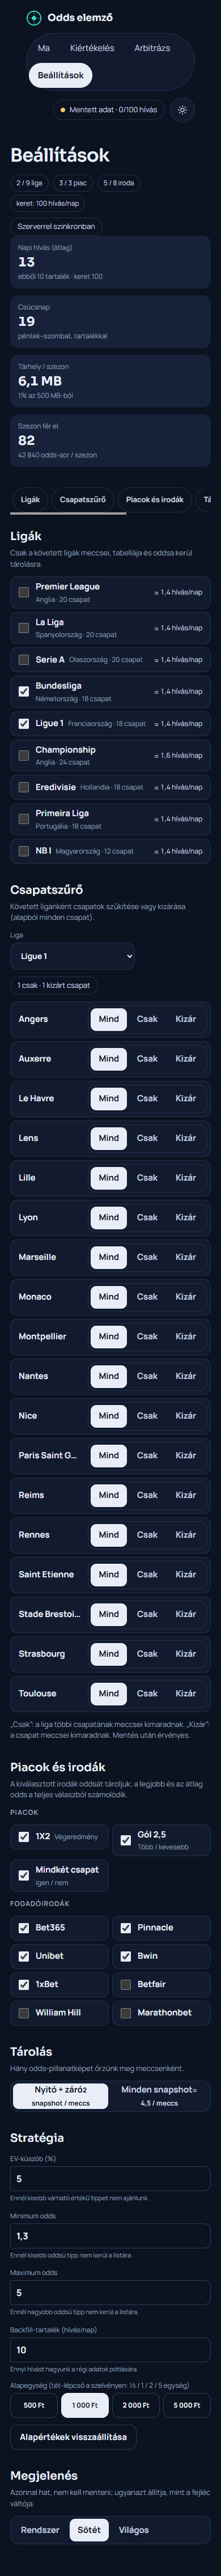 Odds elemző
Ma Kiértékelés Arbitrázs
Beállítások
Mentett adat · 0/100 hívás
Beállítások
2 / 9 liga 3 / 3 piac 5 / 8 iroda
keret: 100 hívás/nap
Szerverrel szinkronban
Napi hívás (átlag)
13
ebből 10 tartalék · keret 100
Csúcsnap
19
péntek–szombat, tartalékkal
Tárhely / szezon
6,1 MB
1% az 500 MB-ból
Szezon fér el
82
42 840 odds-sor / szezon
Ligák Csapatszűrő Piacok és irodák
Ligák
Csak a követett ligák meccsei, tabellája és oddsa kerül
tárolásra.
Premier League
Anglia · 20 csapat
≈ 1,4 hívás/nap
La Liga
Spanyolország · 20 csapat
≈ 1,4 hívás/nap
Serie A Olaszország · 20 csapat ≈ 1,4 hívás/nap
Bundesliga
Németország · 18 csapat
≈ 1,4 hívás/nap
Ligue 1 Franciaország · 18 csapat ≈ 1,4 hívás/nap
Championship
Anglia · 24 csapat
≈ 1,6 hívás/nap
Eredivisie Hollandia · 18 csapat ≈ 1,4 hívás/nap
Primeira Liga
Portugália · 18 csapat
≈ 1,4 hívás/nap
NB I Magyarország · 12 csapat ≈ 1,4 hívás/nap
Csapatszűrő
Követett ligánként csapatok szűkítése vagy kizárása
(alapból minden csapat).
Liga
Ligue 1
1 csak · 1 kizárt csapat
Angers Mind Csak Kizár
Auxerre Mind Csak Kizár
Le Havre Mind Csak Kizár
Lens Mind Csak Kizár
Lille Mind Csak Kizár
Lyon Mind Csak Kizár
Marseille Mind Csak Kizár
Monaco Mind Csak Kizár
Montpellier Mind Csak Kizár
Nantes Mind Csak Kizár
Nice Mind Csak Kizár
Paris Saint G... Mind Csak Kizár
Reims Mind Csak Kizár
Rennes Mind Csak Kizár
Saint Etienne Mind Csak Kizár
Stade Brestoi... Mind Csak Kizár
Strasbourg Mind Csak Kizár
Toulouse Mind Csak Kizár
„Csak”: a liga többi csapatának meccsei kimaradnak. „Kizár”:
a csapat meccsei kimaradnak. Mentés után érvényes.
Piacok és irodák
A kiválasztott irodák oddsát tároljuk; a legjobb és az átlag
odds a teljes választból számolódik.
PIACOK
1X2 Végeredmény
Gól 2,5
Több / kevesebb
Mindkét csapat
Igen / nem
FOGADÓIRODÁK
Bet365 Pinnacle
Unibet Bwin
1xBet Betfair
William Hill Marathonbet
Tárolás
Hány odds-pillanatképet őrzünk meg meccsenként.
Nyitó + záró2
snapshot / meccs
Minden snapshot≈
4,5 / meccs
Stratégia
EV-küszöb (%)
5
Ennél kisebb várható értékű tippet nem ajánlunk.
Minimum odds
1,3
Ennél kisebb oddsú tipp nem kerül a listára.
Maximum odds
5
Ennél nagyobb oddsú tipp nem kerül a listára.
Backfill-tartalék (hívás/nap)
10
Ennyi hívást hagyunk a régi adatok pótlására.
Alapegység (tét-lépcső a szelvényen: ½ / 1 / 2 / 5 egység)
500 Ft 1 000 Ft 2 000 Ft 5 000 Ft
Alapértékek visszaállítása
Megjelenés
Azonnal hat, nem kell menteni; ugyanazt állítja, mint a fejléc
váltója.
Rendszer Sötét Világos